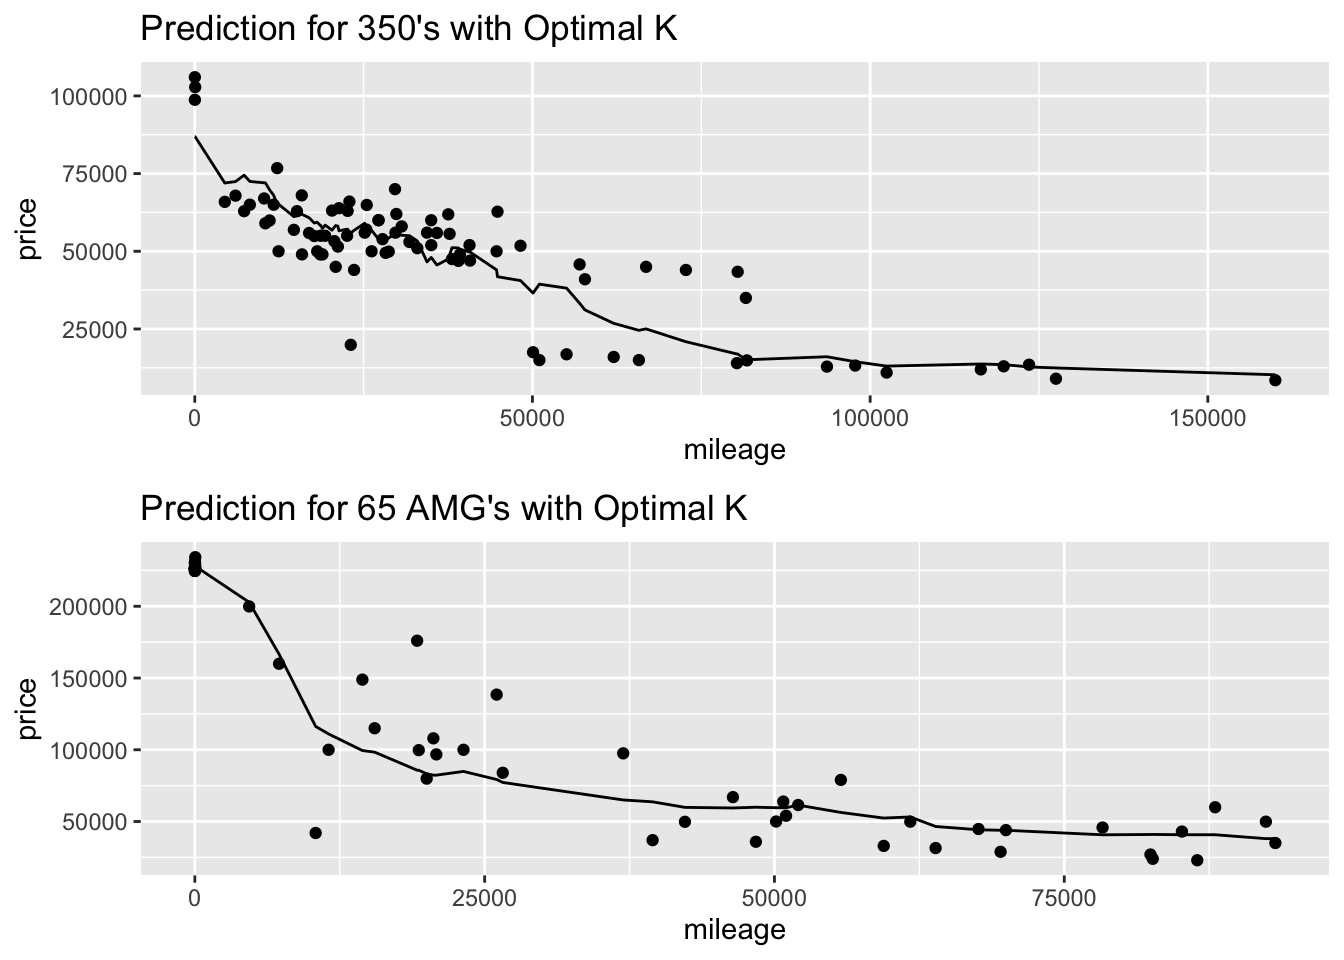 Prediction for 350's with Optimal K
100000
75000
50000
25000
price
0 50000 100000 150000
mileage
Prediction for 65 AMG's with Optimal K
200000
150000
100000
50000
price
0 25000 50000 75000
mileage